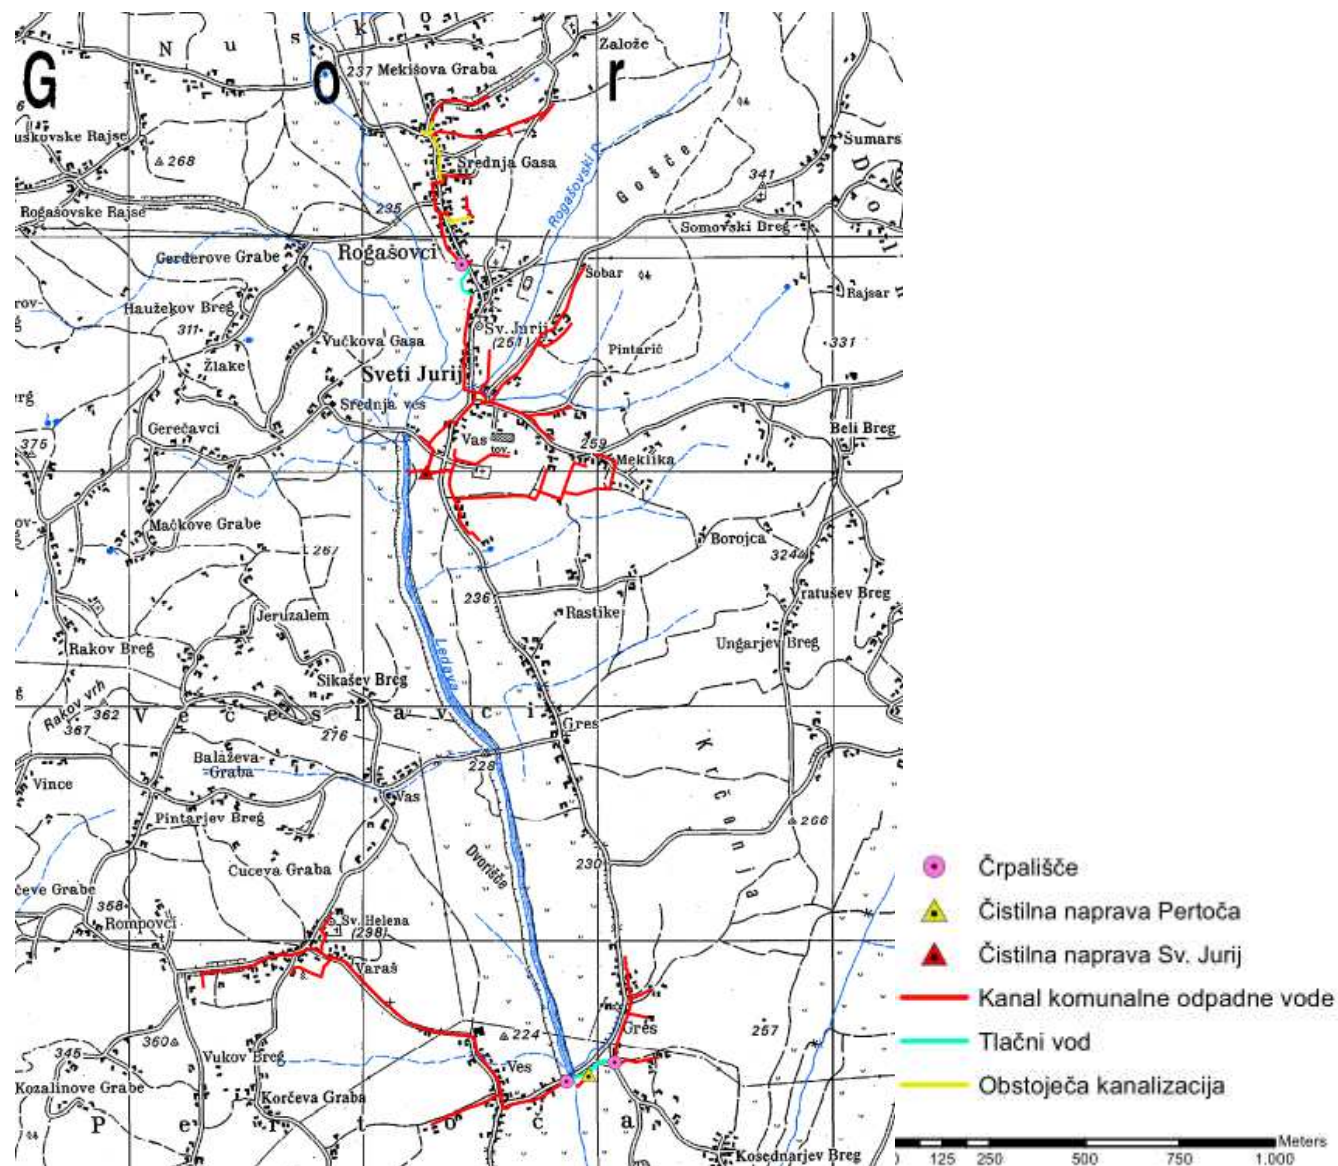 N u s k o
G o r
Založe
237 Mekišova Graba
Šumars
268
Srednja Gasa
Gošče
341
D o l
Rogašovski p.
Rogašovske Rajse
235
Somovski Breg
Rogašovci
Gerderove Grabe
Šobar
Rajsar
Haužekov Breg
311
Sv. Jurij
(251)
Vučkova Gasa
331
Zlake
Pintarič
Sveti Jurij
Srednja ves
Gerečavci
Vas
tov.
259
Beli Breg
375
Meklika
Mačkove Grabe
267
Borojca
324
236
Vratušev Breg
Jeruzalem
Rastike
Rakov Breg
Ungarjev Breg
Ledava
Sikašev Breg
Rakov vrh
362
V e c e s l a v c i
367
276
Gres
Krčanja
Balaževa-
Graba
228
Vince
Vas
Pintarjev Breg
266
Dvorišče
Cuceva Graba
230
358
Sv. Helena
Rompovci
(298)
Varaš
257
360
224
Gres
345
Vukov Breg
Ves
Kozalinove Grabe
Korčeva Graba
P e r t o č a
Kosednarjev Breg
Črpališče
Čistilna naprava Pertoča
Čistilna naprava Sv. Jurij
Kanal komunalne odpadne vode
Tlačni vod
Obstoječa kanalizacija
Meters
125 250 500 750 1.000